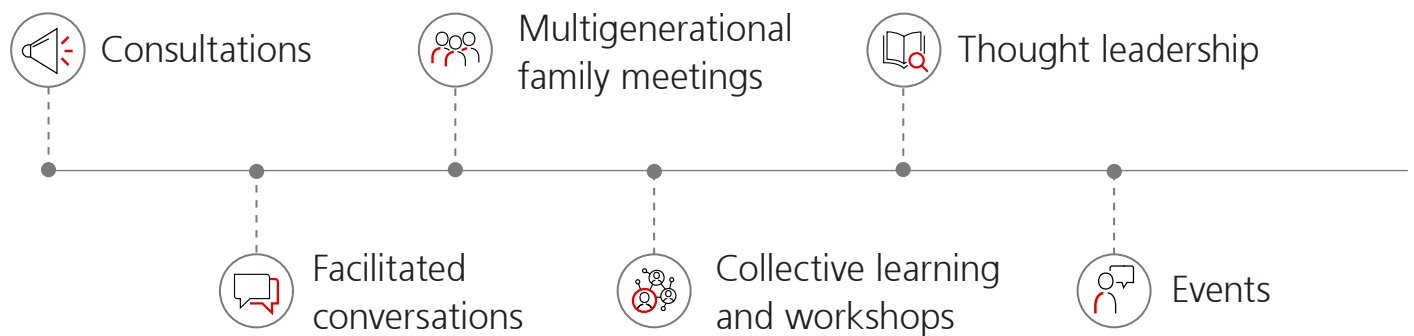 Consultations
Multigenerational
family meetings
Thought leadership
Facilitated
conversations
Collective learning
and workshops
Events